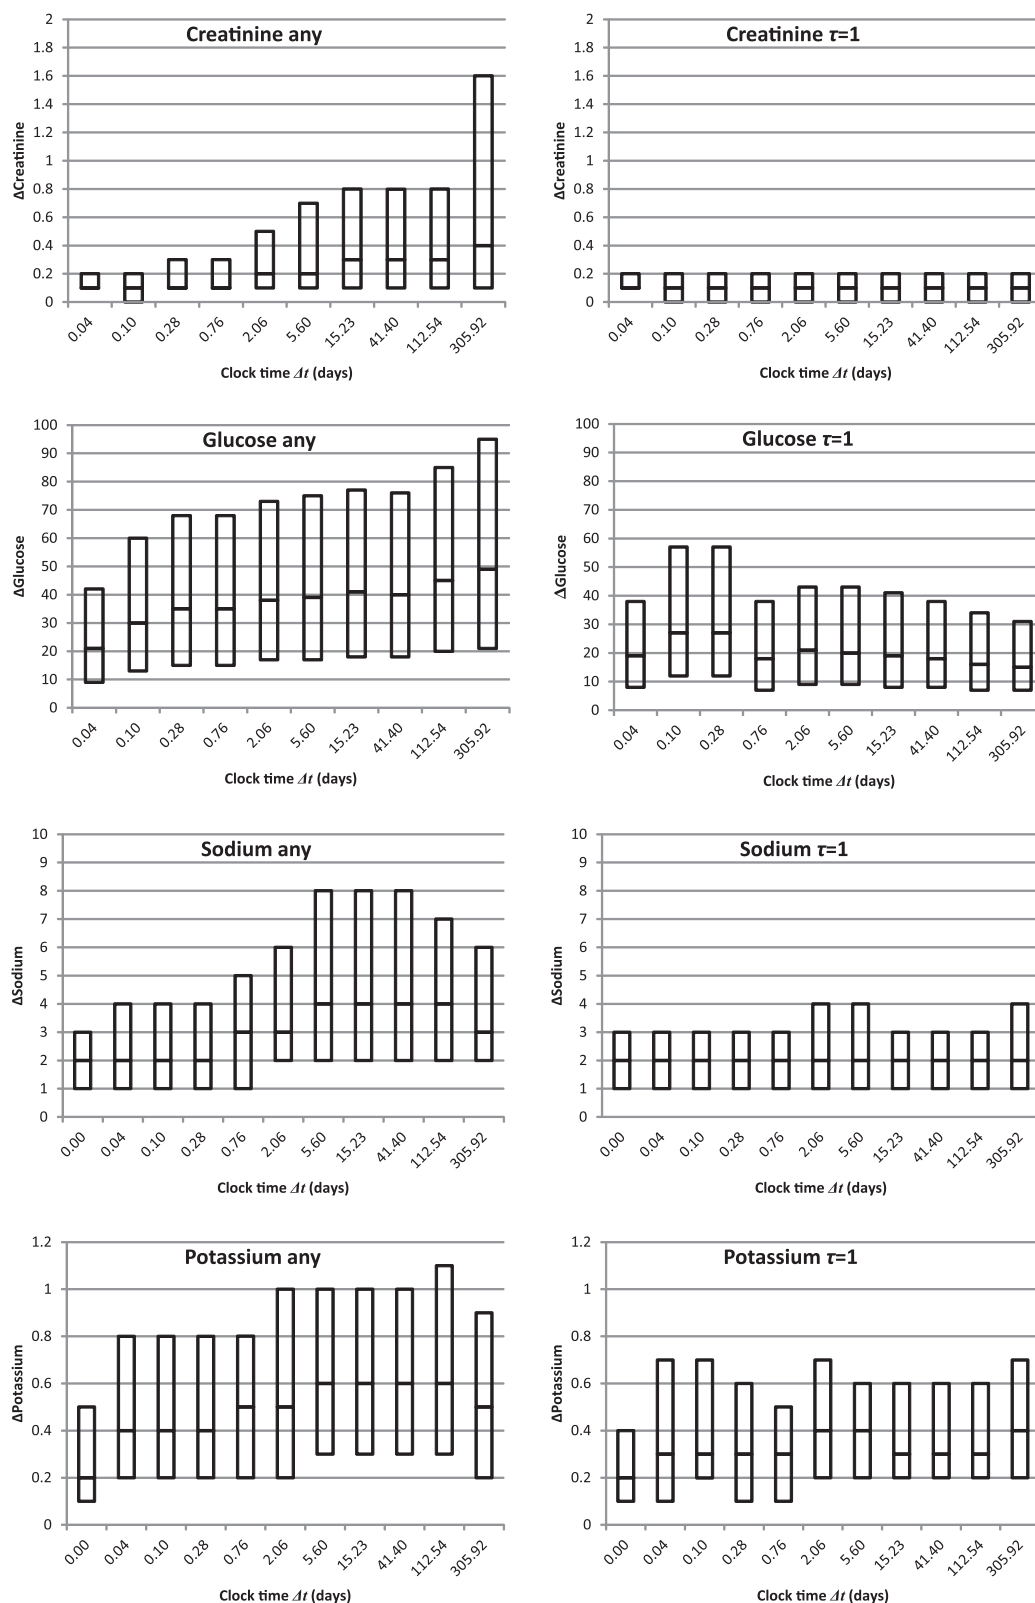 Creatinine any
ΔCreatinine
2
1.8
1.6
1.4
1.2
1
0.8
0.6
0.4
0.2
0
0.04 0.10 0.28 0.76 2.06 5.60 15.23 41.40 112.54 305.92
Clock time Δt (days)
Creatinine τ=1
ΔCreatinine
2
1.8
1.6
1.4
1.2
1
0.8
0.6
0.4
0.2
0
0.04 0.10 0.28 0.76 2.06 5.60 15.23 41.40 112.54 305.92
Clock time Δt (days)
Glucose any
ΔGlucose
100
90
80
70
60
50
40
30
20
10
0
0.04 0.10 0.28 0.76 2.06 5.60 15.23 41.40 112.54 305.92
Clock time Δt (days)
Glucose τ=1
ΔGlucose
100
90
80
70
60
50
40
30
20
10
0
0.04 0.10 0.28 0.76 2.06 5.60 15.23 41.40 112.54 305.92
Clock time Δt (days)
Sodium any
ΔSodium
10
9
8
7
6
5
4
3
2
1
0
0.00 0.04 0.10 0.28 0.76 2.06 5.60 15.23 41.40 112.54 305.92
Clock time Δt (days)
Sodium τ=1
ΔSodium
10
9
8
7
6
5
4
3
2
1
0
0.00 0.04 0.10 0.28 0.76 2.06 5.60 15.23 41.40 112.54 305.92
Clock time Δt (days)
Potassium any
ΔPotassium
1.2
1
0.8
0.6
0.4
0.2
0
0.00 0.04 0.10 0.28 0.76 2.06 5.60 15.23 41.40 112.54 305.92
Clock time Δt (days)
Potassium τ=1
ΔPotassium
1.2
1
0.8
0.6
0.4
0.2
0
0.00 0.04 0.10 0.28 0.76 2.06 5.60 15.23 41.40 112.54 305.92
Clock time Δt (days)